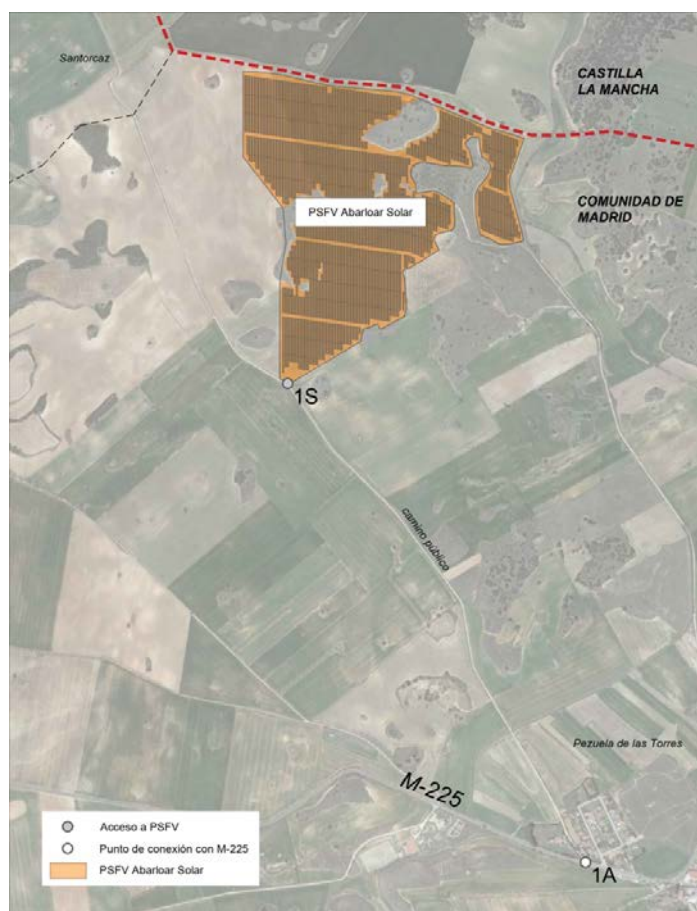 Santorcaz
CASTILLA
LA MANCHA
COMUNIDAD DE
MADRID
PSFV Abarloar Solar
1S
camino público
Pezuela de las Torres
M-225
1A
Acceso a PSFV
Punto de conexión con M-225
PSFV Abarloar Solar